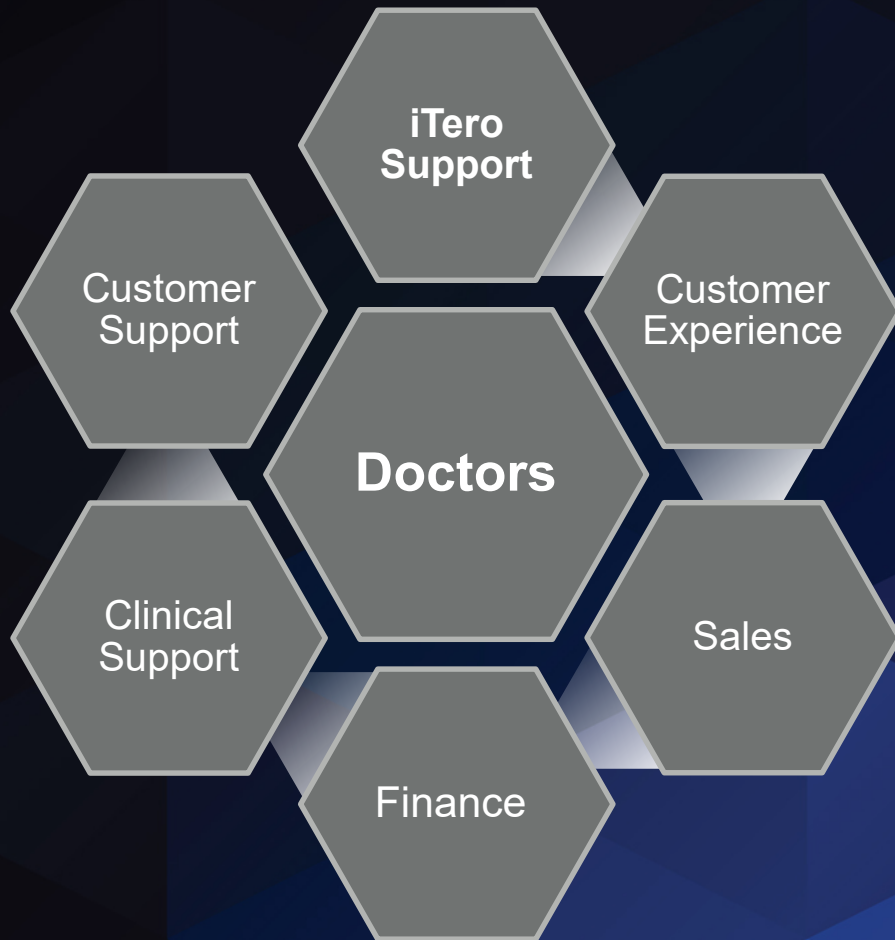 iTero
Support
Customer
Support
Customer
Experience
Doctors
Clinical
Support
Sales
Finance